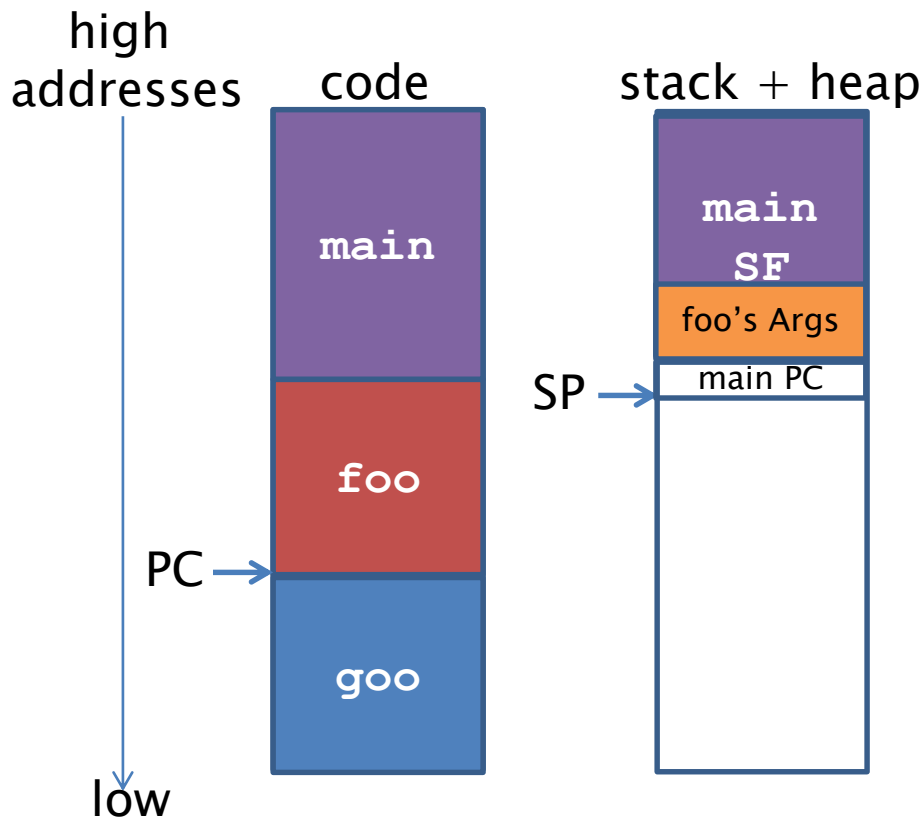 high
addresses
code
stack + heap
main
main
SF
foo’s Args
main PC
SP
foo
PC
goo
low